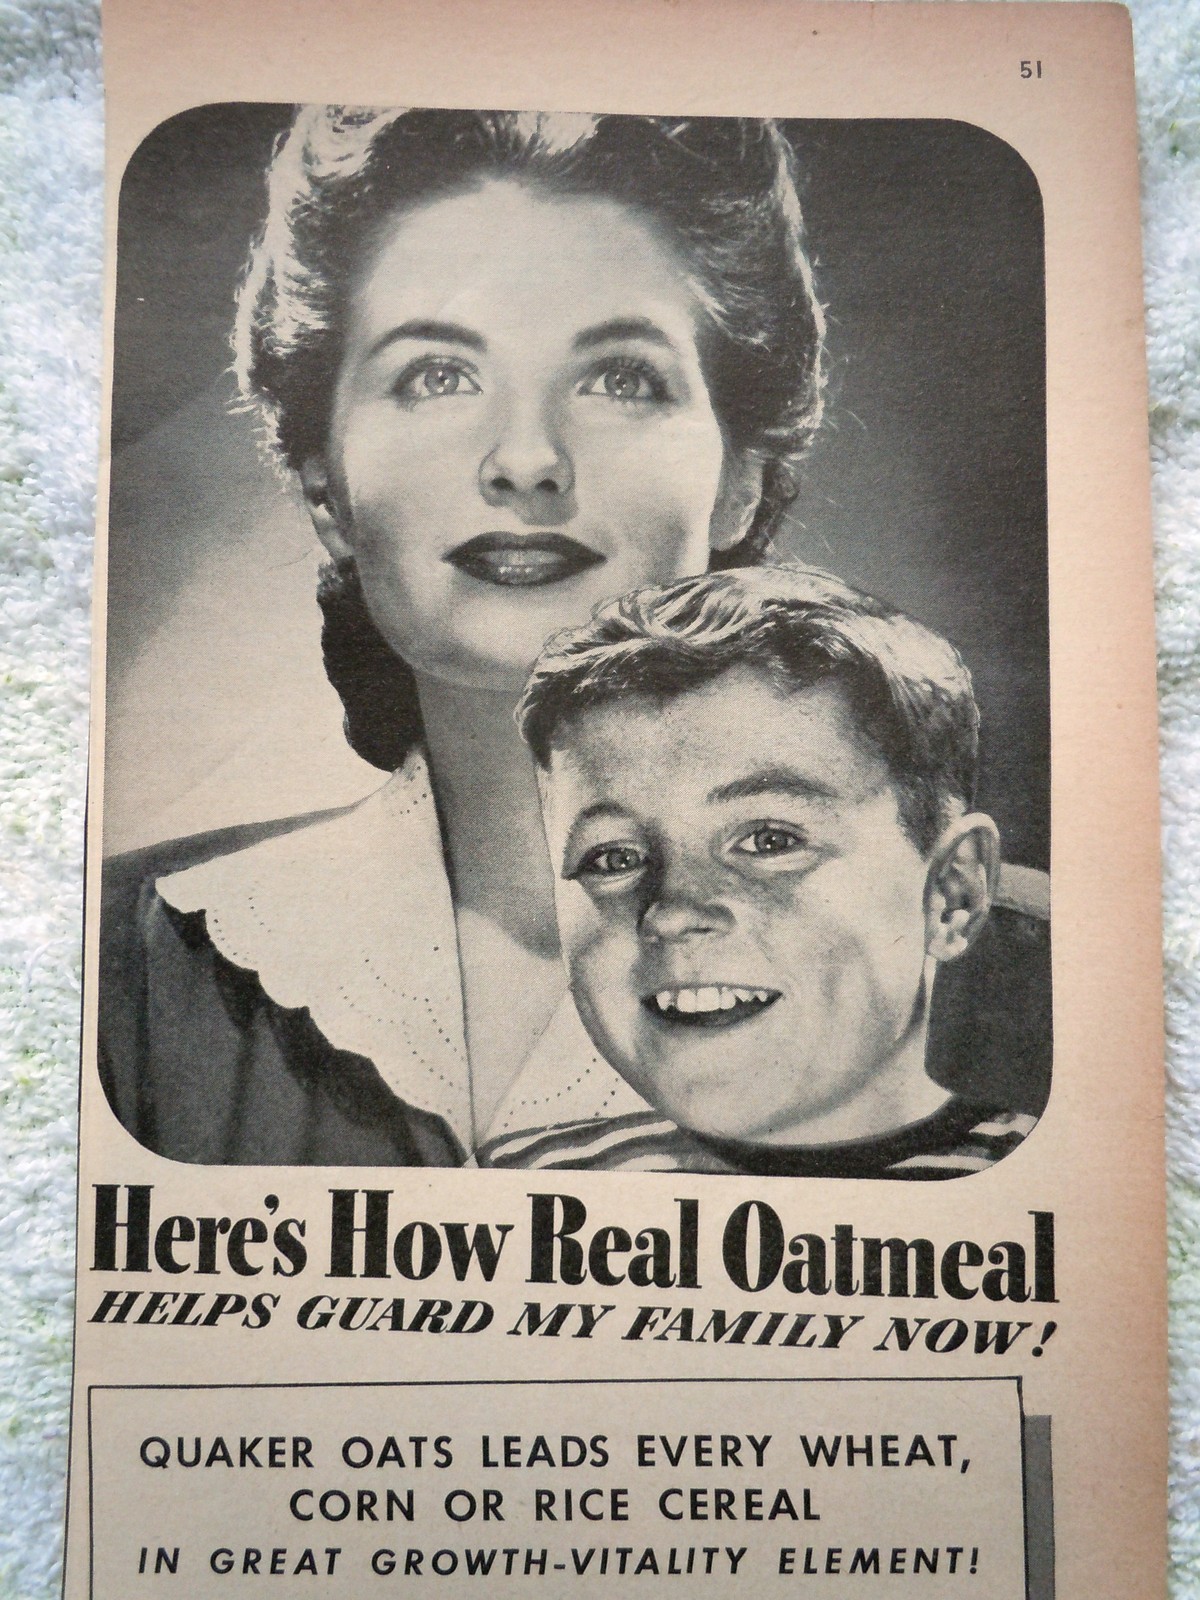 51
Here's How Real Oatmeal
HELPS GUARD MY FAMILY NOW!
QUAKER OATS LEADS EVERY WHEAT,
CORN OR RICE CEREAL
IN GREAT GROWTH-VITALITY ELEMENT!